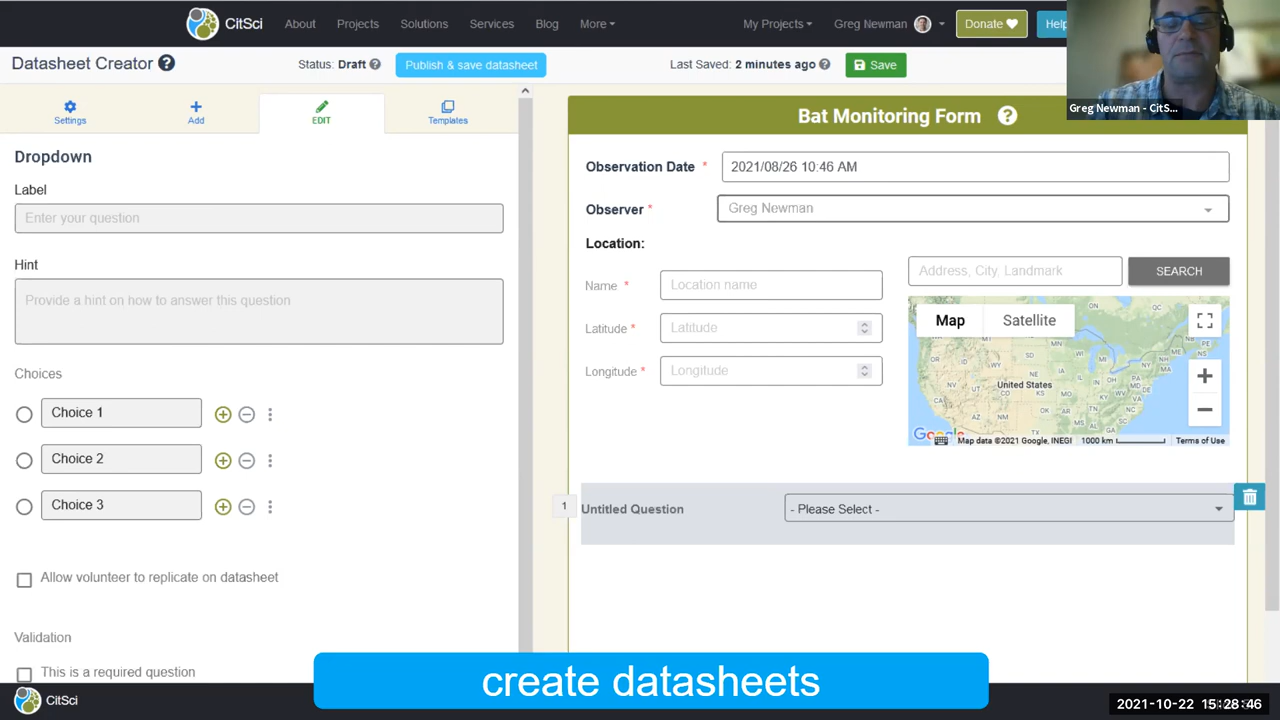 CitSci About Projects Solutions Services Blog More My Projects Greg Newman Donate Help
Datasheet Creator ? Status: Draft ? Publish & save datasheet Last Saved: 2 minutes ago ? Save
Greg Newman - CitS...
Settings Add EDIT Templates
Bat Monitoring Form ?
Dropdown
Label
Enter your question
Hint
Provide a hint on how to answer this question
Choices
Choice 1
Choice 2
Choice 3
Allow volunteer to replicate on datasheet
Validation
This is a required question
Observation Date * 2021/08/26 10:46 AM
Observer * Greg Newman
Location:
Name * Location name
Latitude * Latitude
Longitude * Longitude
Address, City. Landmark SEARCH
Map Satellite
United States
Google Map data ©2021 Google, INEGI 1000 km Terms of Use
1 Untitled Question - Please Select -
create datasheets
CitSci
2021-10-22 15:28:46